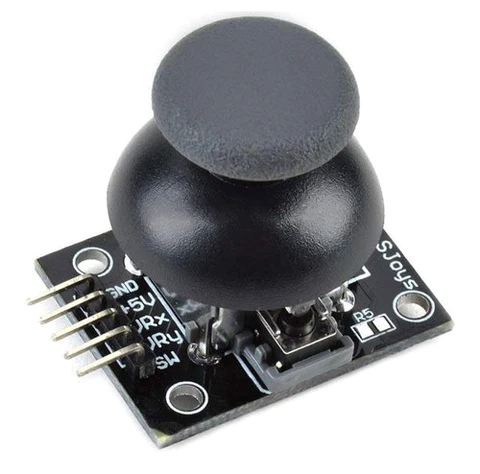 GND
+5V
VRx
VRy
SW
SJoys
R5